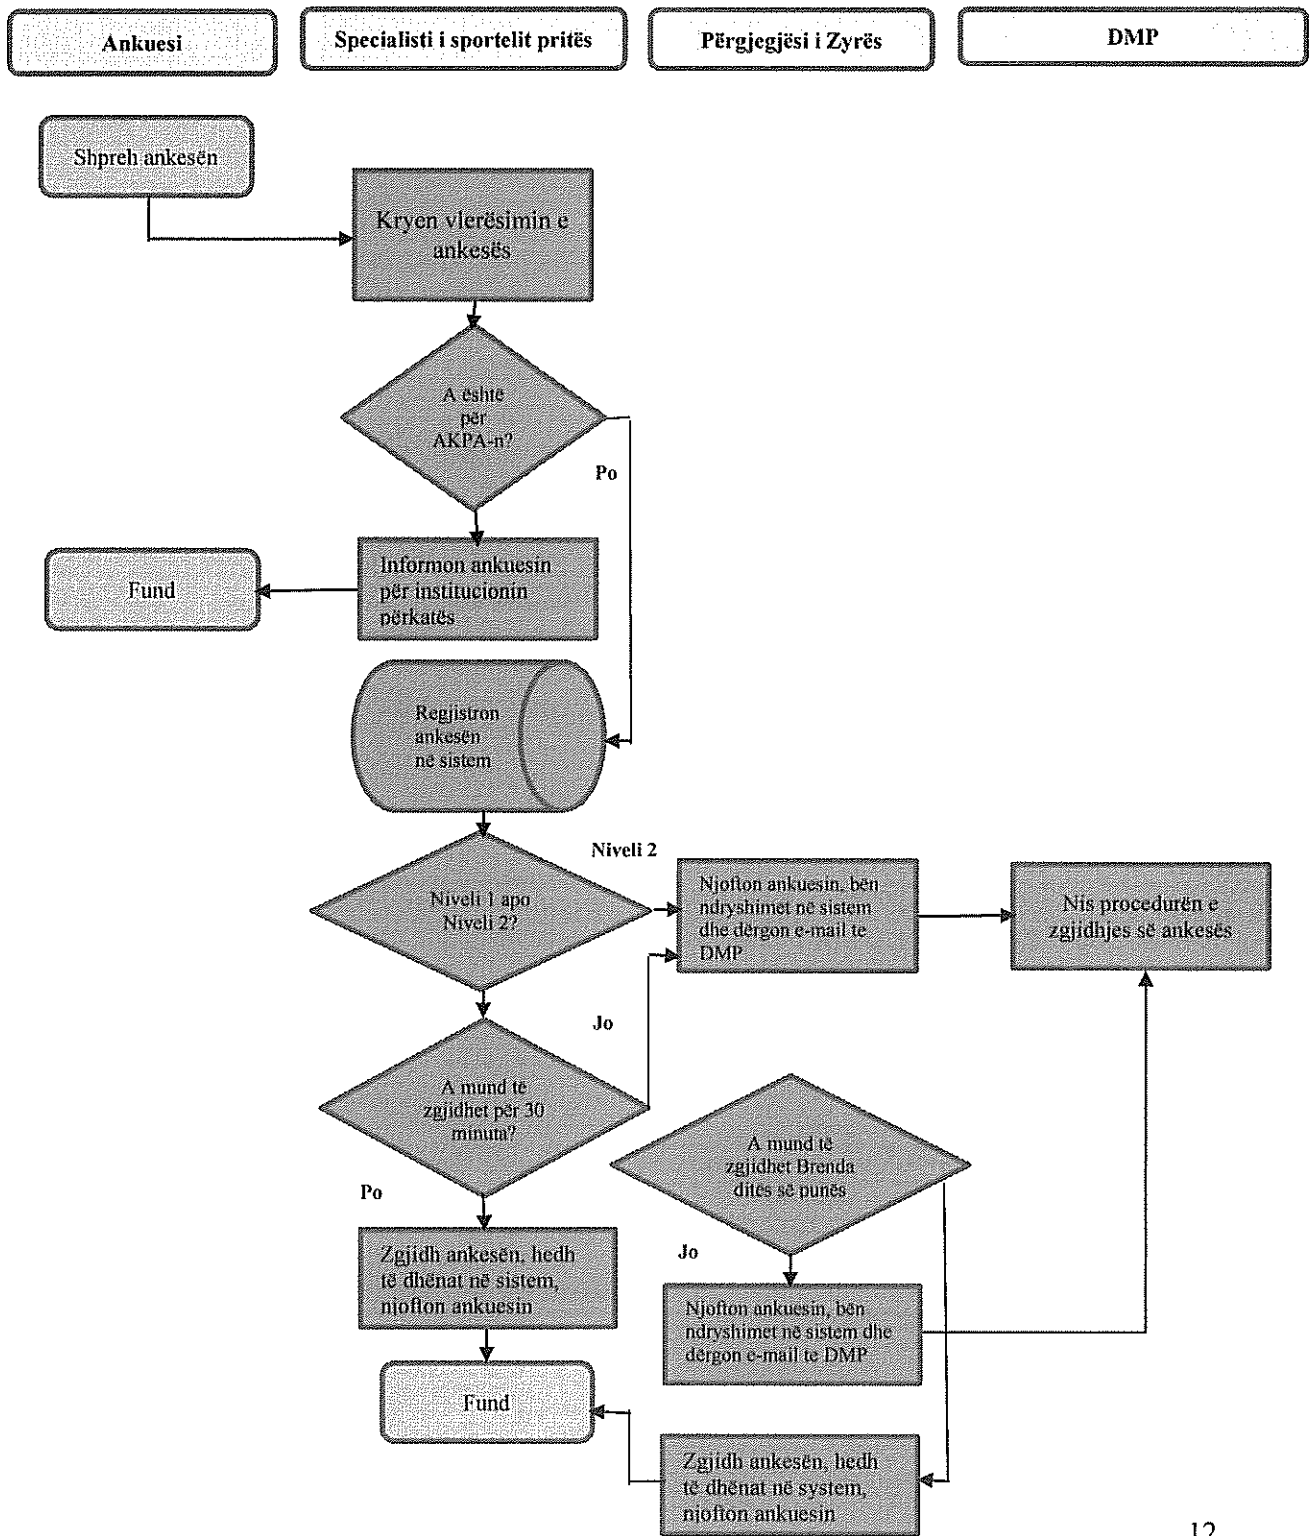 Ankuesi
Specialisti i sportelit pritës
Përgjegjësi i Zyrës
DMP
Shpreh ankesën
Kryen vlerësimin e
ankesës
A është
për
AKPA-n?
Po
Informon ankuesin
për institucionin
përkatës
Fund
Regjistron
ankesën
në sistem
Niveli 1 apo
Niveli 2?
Niveli 2
Njofton ankuesin, bën
ndryshimet në sistem
dhe dërgon e-mail te
DMP
Nis procedurën e
zgjidhjes së ankesës
Jo
A mund të
zgjidhet për 30
minuta?
A mund të
zgjidhet Brenda
ditës së punës
Po
Jo
Zgjidh ankesën, hedh
të dhënat në sistem,
njofton ankuesin
Njofton ankuesin, bën
ndryshimet në sistem dhe
dërgon e-mail te DMP
Fund
Zgjidh ankesën, hedh
të dhënat në system,
njofton ankuesin
12